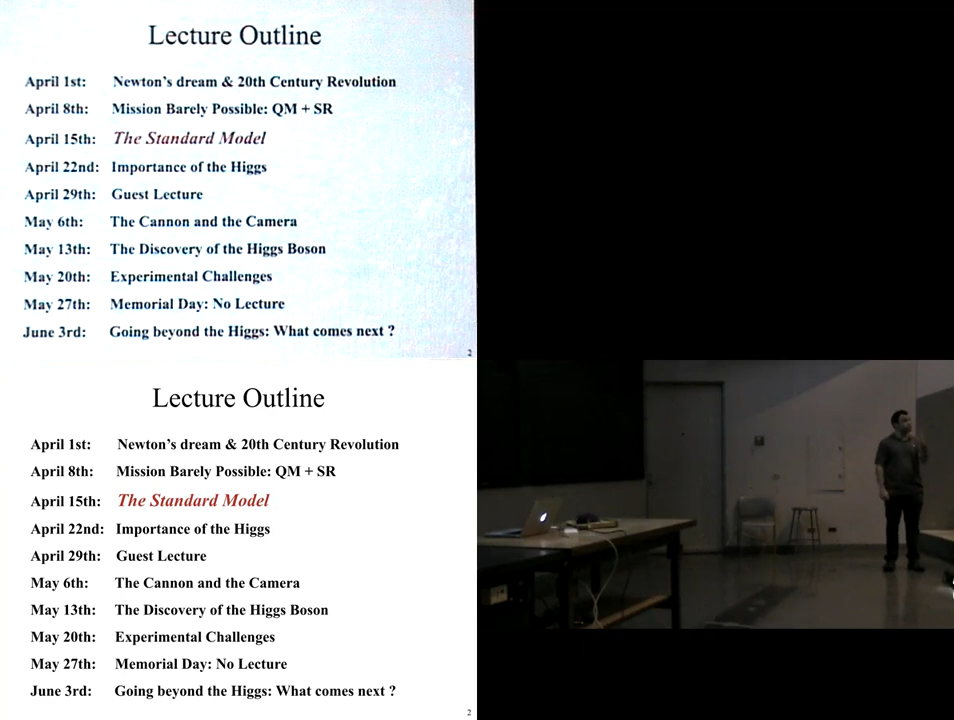 Lecture Outline
April 1st: Newton's dream & 20th Century Revolution
April 8th: Mission Barely Possible: QM + SR
April 15th: The Standard Model
April 22nd: Importance of the Higgs
April 29th: Guest Lecture
May 6th: The Cannon and the Camera
May 13th: The Discovery of the Higgs Boson
May 20th: Experimental Challenges
May 27th: Memorial Day: No Lecture
June 3rd: Going beyond the Higgs: What comes next ?
2
Lecture Outline
April 1st: Newton's dream & 20th Century Revolution
April 8th: Mission Barely Possible: QM + SR
April 15th: The Standard Model
April 22nd: Importance of the Higgs
April 29th: Guest Lecture
May 6th: The Cannon and the Camera
May 13th: The Discovery of the Higgs Boson
May 20th: Experimental Challenges
May 27th: Memorial Day: No Lecture
June 3rd: Going beyond the Higgs: What comes next ?
2